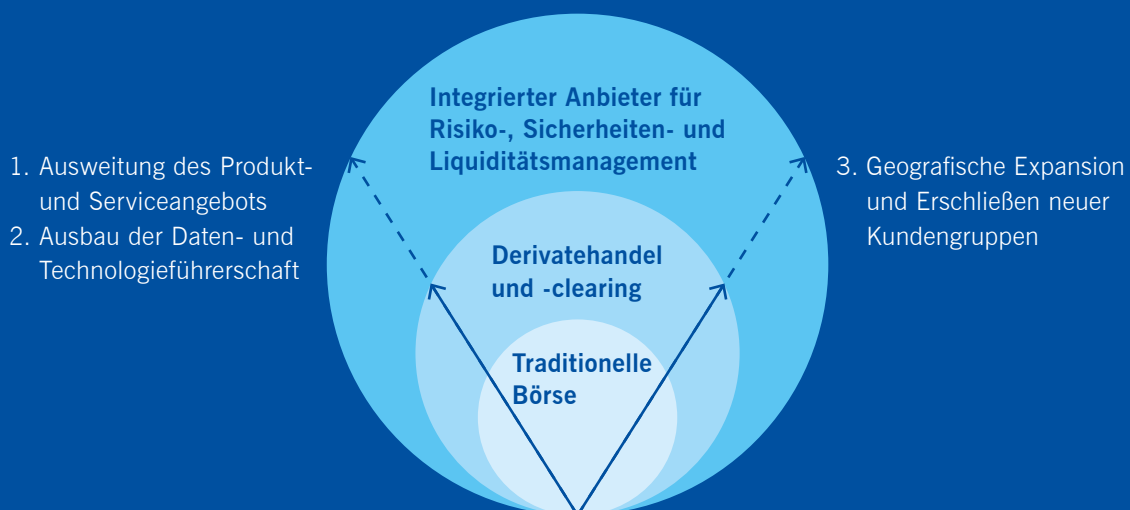 Integrierter Anbieter für
Risiko-, Sicherheiten- und
Liquiditätsmanagement
1. Ausweitung des Produkt-
und Serviceangebots
2. Ausbau der Daten- und
Technologieführerschaft
3. Geografische Expansion
und Erschließen neuer
Kundengruppen
Derivatehandel
und -clearing
Traditionelle
Börse